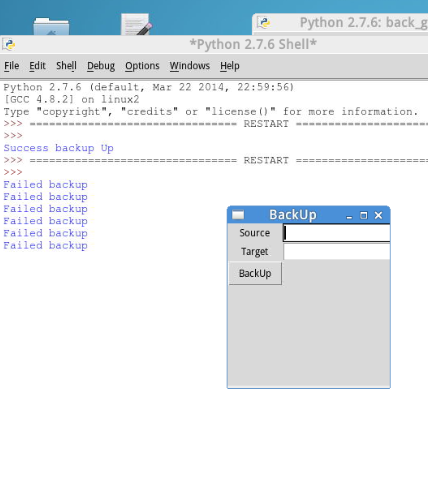 Python 2.7.6: back_g
*Python 2.7.6 Shell*
File Edit Shell Debug Options Windows Help
Python 2.7.6 (default, Mar 22 2014, 22:59:56)
[GCC 4.8.2] on linux2
Type "copyright", "credits" or "license()" for more information.
>>> ================================ RESTART ================================
>>>
Success backup Up
>>> ================================ RESTART ================================
>>>
Failed backup
Failed backup
Failed backup
Failed backup
Failed backup
Failed backup
BackUp
Source
Target
BackUp